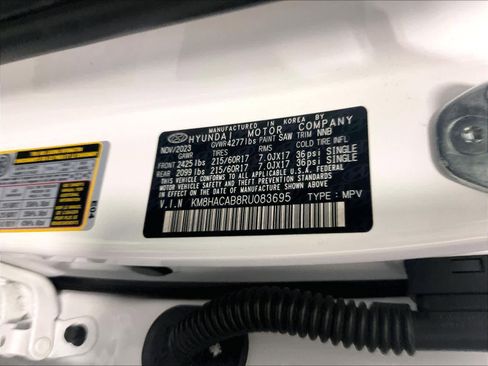 MANUFACTURED IN KOREA BY
HYUNDAI MOTOR COMPANY
NOV/2023 GVWR4277lbs PAINT SAW TRIM NNB
GAWR TIRES RMS COLD TIRE INFL
FRONT 2425lbs 215/60R17 7.0JX17 36psi SINGLE
REAR 2099lbs 215/60R17 7.0JX17 36psi SINGLE
THIS VEHICLE CONFORMS TO ALL APPLICABLE
FEDERAL MOTOR VEHICLE SAFETY, BUMPER, AND
THEFT PREVENTION STANDARDS IN EFFECT ON
THE DATE OF MANUFACTURE SHOWN ABOVE.
V.I.N KM8HACAB8RU083695 TYPE : MPV
E04